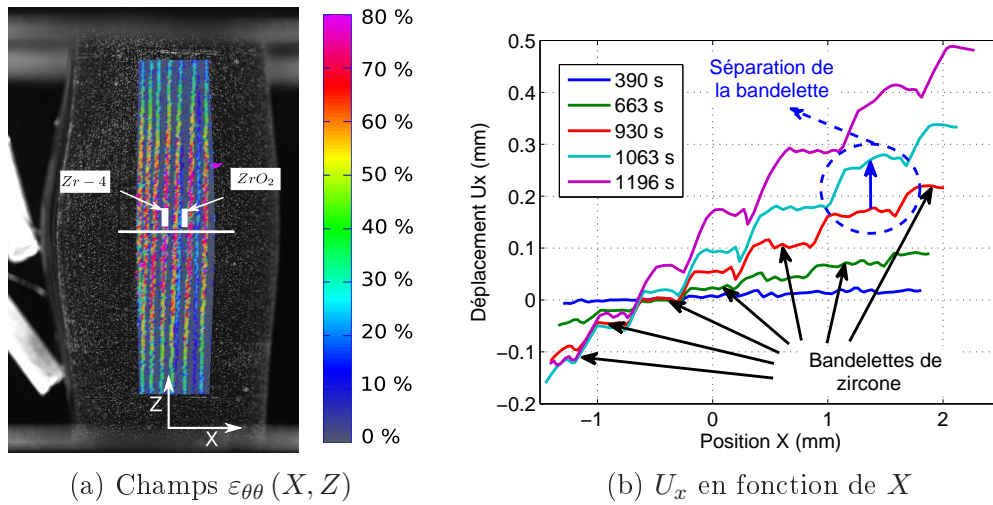 80 %
70 %
60 %
50 %
40 %
30 %
20 %
10 %
0 %
Zr − 4
ZrO₂
Z
X
(a) Champs εθθ (X, Z)
0.5
0.4
0.3
0.2
0.1
0
−0.1
−0.2
Déplacement Ux (mm)
390 s
663 s
930 s
1063 s
1196 s
Séparation de
la bandelette
Bandelettes de
zircone
−1
0
1
2
Position X (mm)
(b) Uₓ en fonction de X